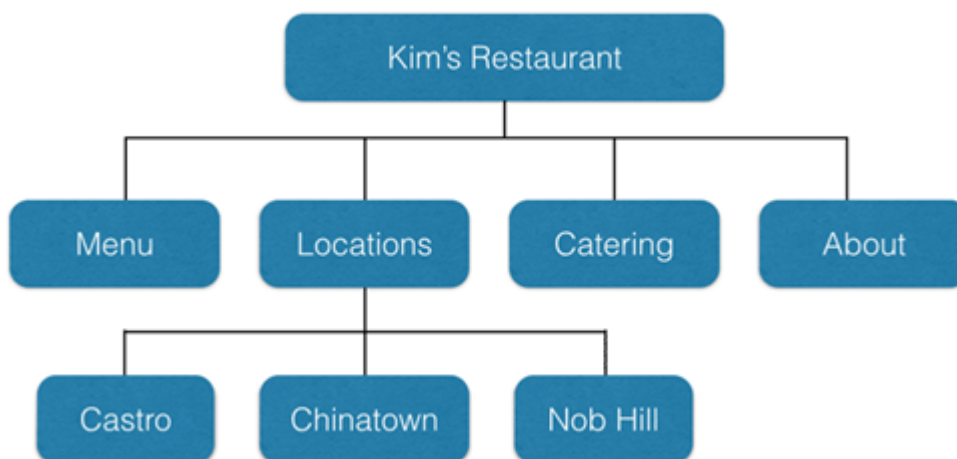 Kim's Restaurant
Menu
Locations
Catering
About
Castro
Chinatown
Nob Hill